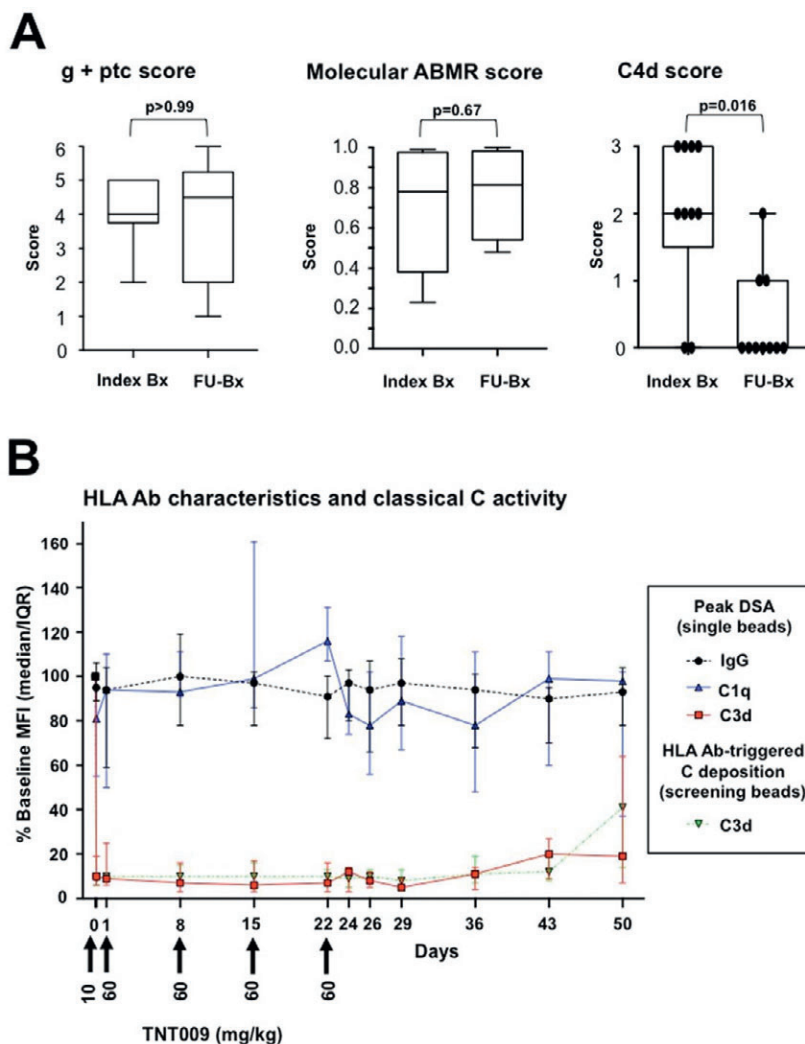 A
g + ptc score
Molecular ABMR score
C4d score
p>0.99
p=0.67
p=0.016
6
5
4
3
2
1
0
Score
Index Bx
FU-Bx
1.0
0.8
0.6
0.4
0.2
0.0
Score
Index Bx
FU-Bx
3
2
1
0
Score
Index Bx
FU-Bx
B
HLA Ab characteristics and classical C activity
% Baseline MFI (median/IQR)
160
140
120
100
80
60
40
20
0
0 1 8 15 22 24 26 29 36 43 50
Days
10 60 60 60 60
TNT009 (mg/kg)
Peak DSA
(single beads)
IgG
C1q
C3d
HLA Ab-triggered
C deposition
(screening beads)
C3d